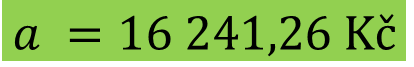 a = 16 241,26 Kč